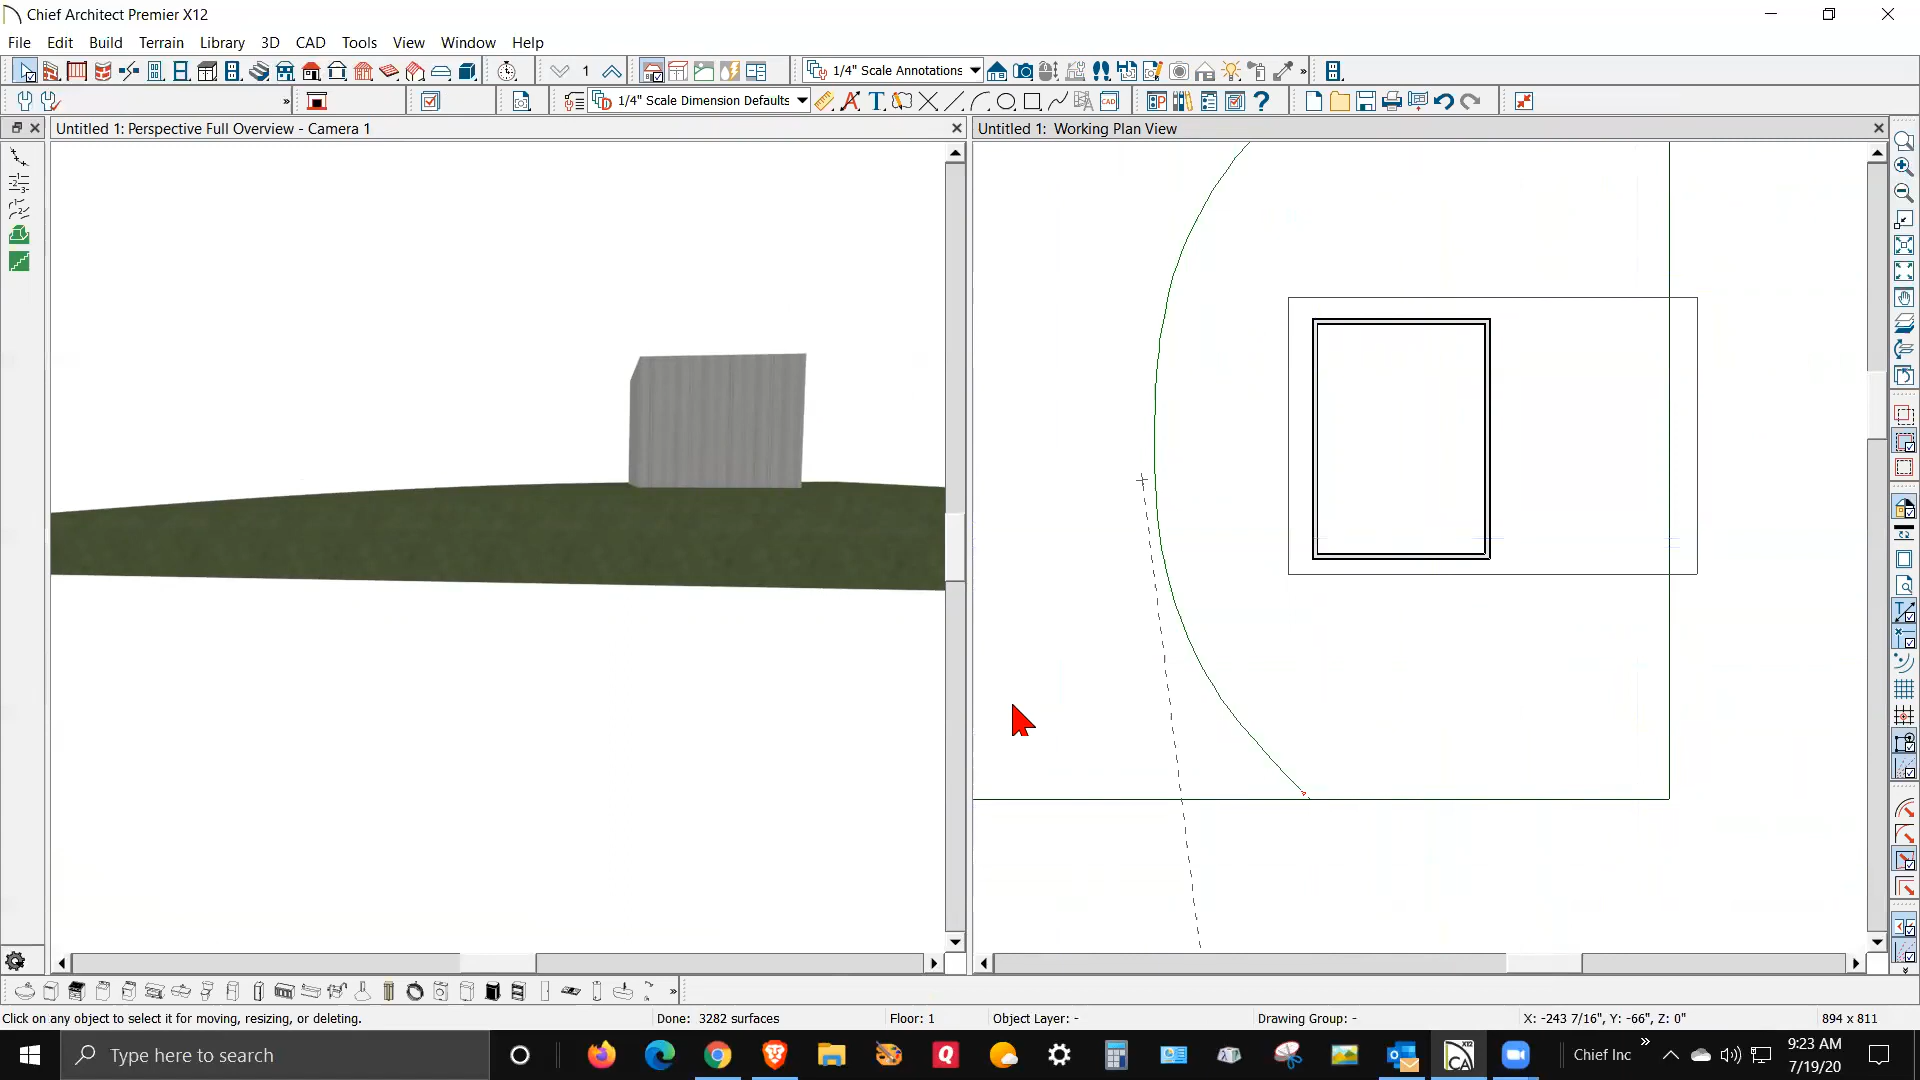 Chief Architect Premier X12
File Edit Build Terrain Library 3D CAD Tools View Window Help
1 1/4" Scale Annotations
1/4" Scale Dimension Defaults T CAD ?
Untitled 1: Perspective Full Overview - Camera 1
Untitled 1: Working Plan View
Click on any object to select it for moving, resizing, or deleting. Done: 3282 surfaces Floor: 1 Object Layer: - Drawing Group: - X: -243 7/16", Y: -66", Z: 0" 894 x 811
Type here to search
Chief Inc
9:23 AM
7/19/20